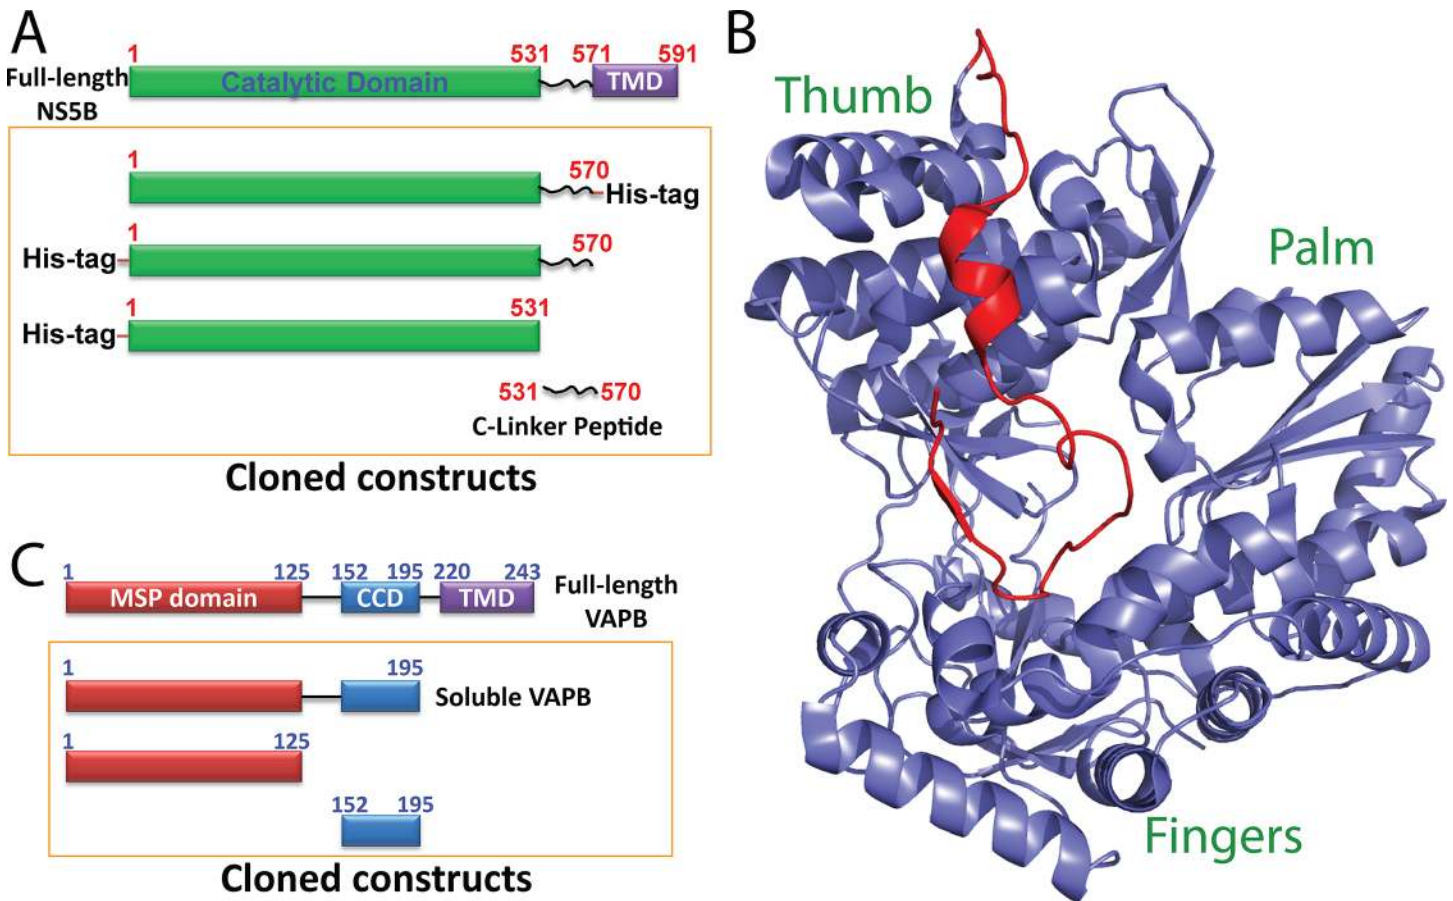 A
1 531 571 591
Full-length
NS5B
Catalytic Domain
TMD
1
570
His-tag
1
570
His-tag
1 531
His-tag
531 570
C-Linker Peptide
Cloned constructs
B
Thumb
Palm
Fingers
C
1 125 152 195 220 243
MSP domain CCD TMD
Full-length
VAPB
1 195
Soluble VAPB
1 125
152 195
Cloned constructs